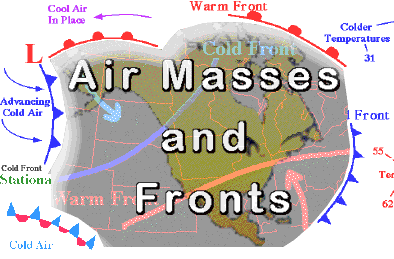 Cool Air
In Place
Warm Front
Colder
Temperatures
31
L
Cold Front
Air Masses
and
Fronts
Advancing
Cold Air
Front
Cold Front
Stationa
Warm Fro
55
Te
62
Cold Air